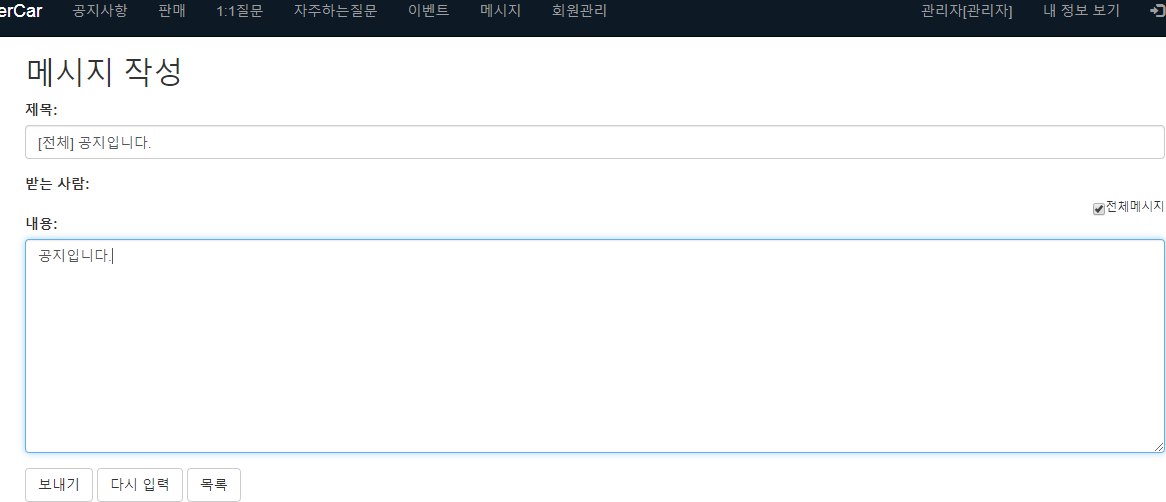 erCar 공지사항 판매 1:1질문 자주하는질문 이벤트 메시지 회원관리 관리자[관리자] 내 정보 보기
메시지 작성
제목:
[전체] 공지입니다.
받는 사람:
전체메시지
내용:
공지입니다.
보내기 다시 입력 목록